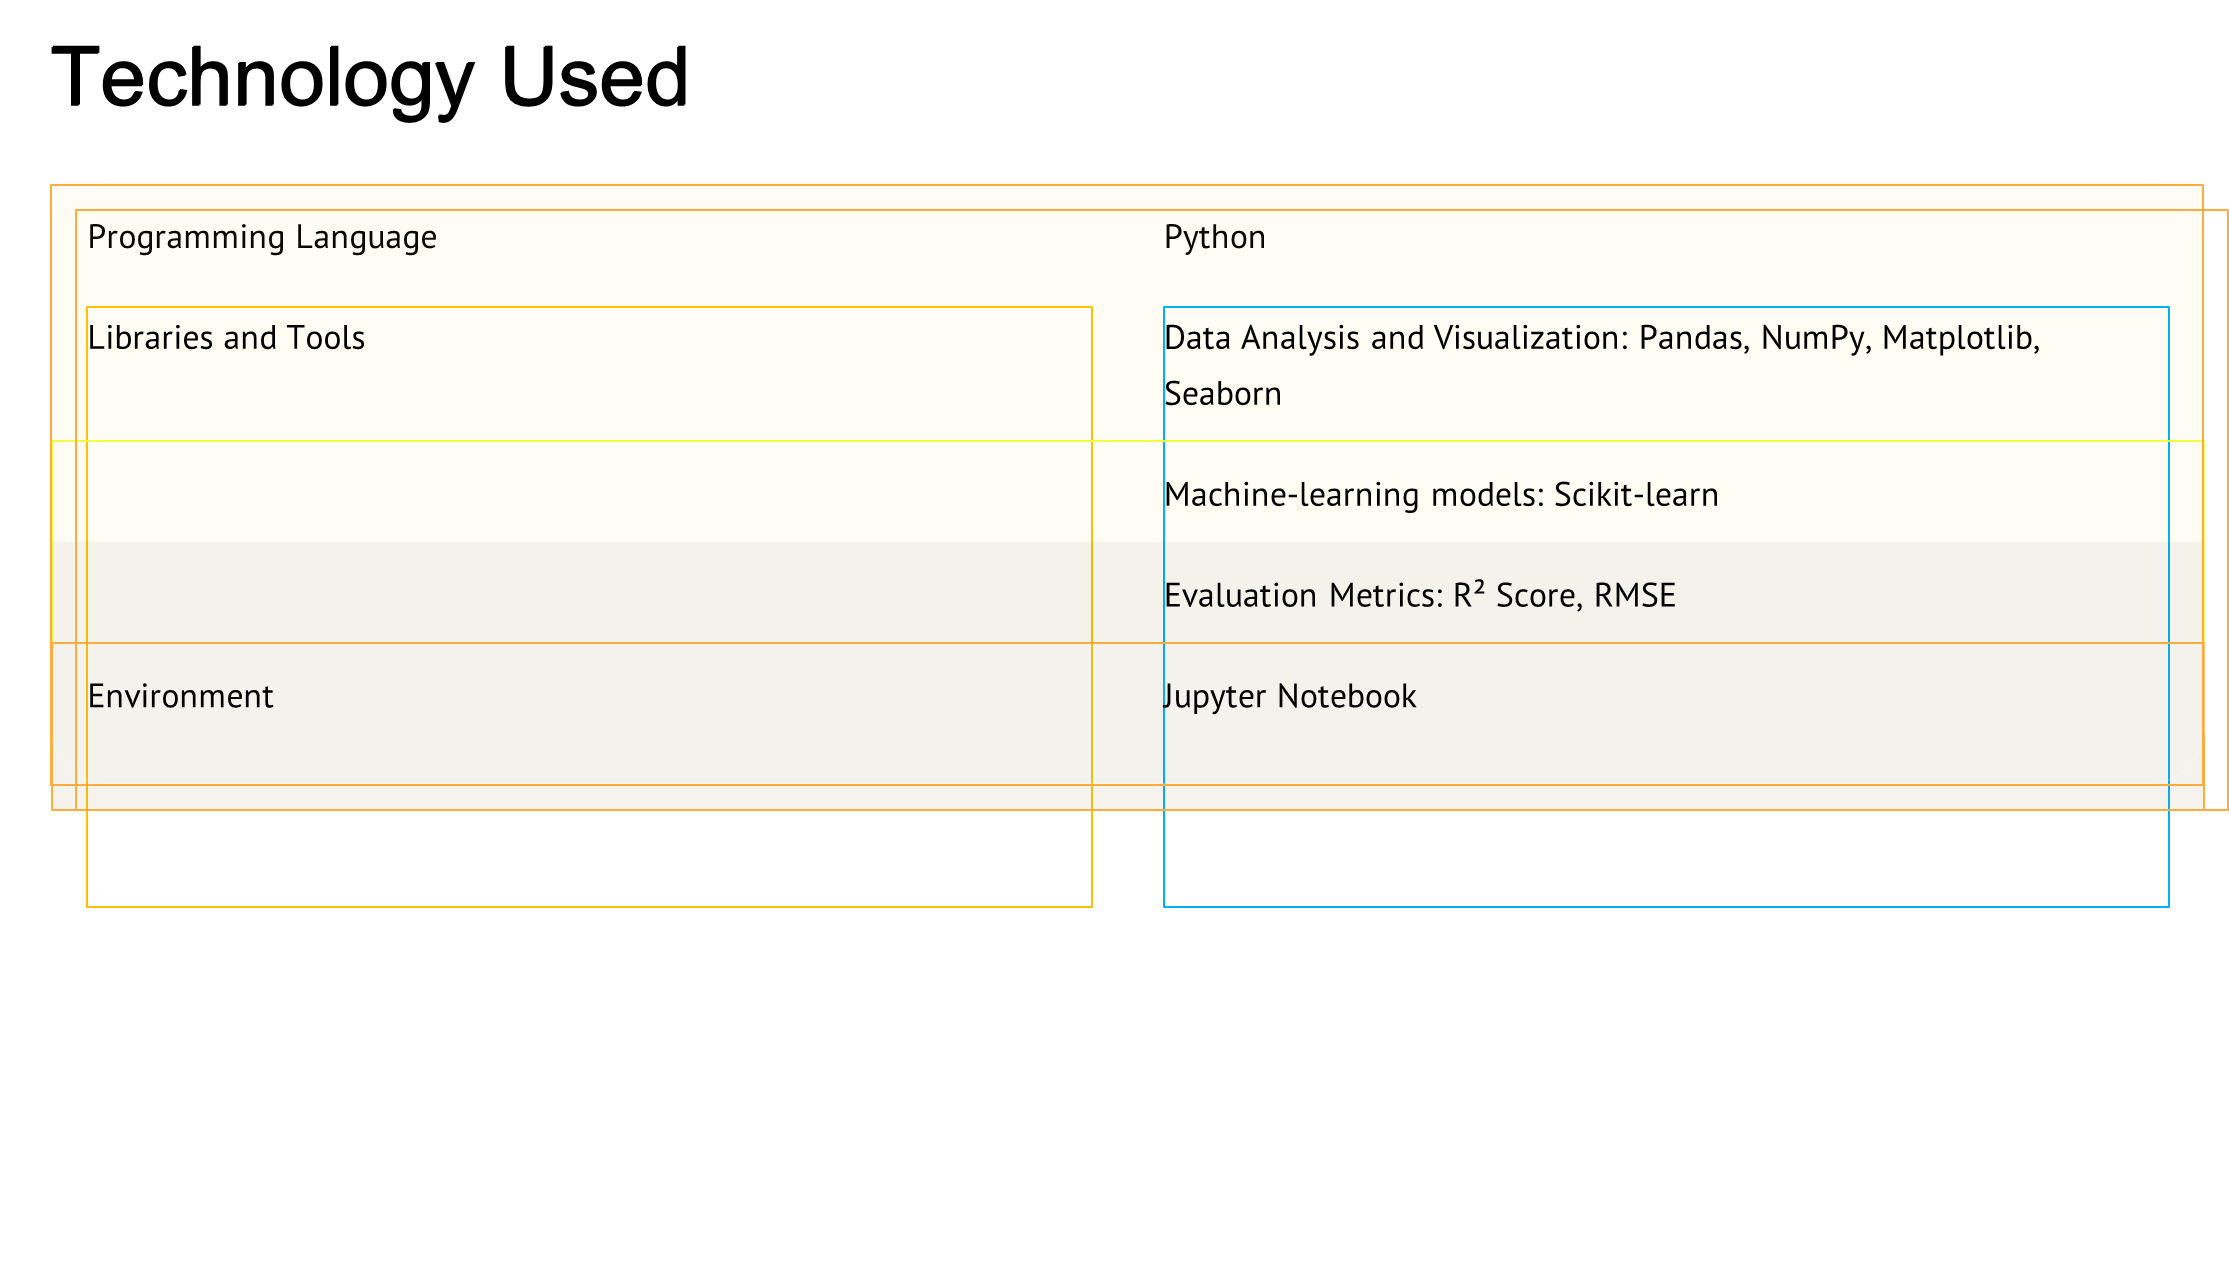 Technology Used
Programming Language
Python
Libraries and Tools
Data Analysis and Visualization: Pandas, NumPy, Matplotlib,
Seaborn
Machine-learning models: Scikit-learn
Evaluation Metrics: R² Score, RMSE
Environment
Jupyter Notebook